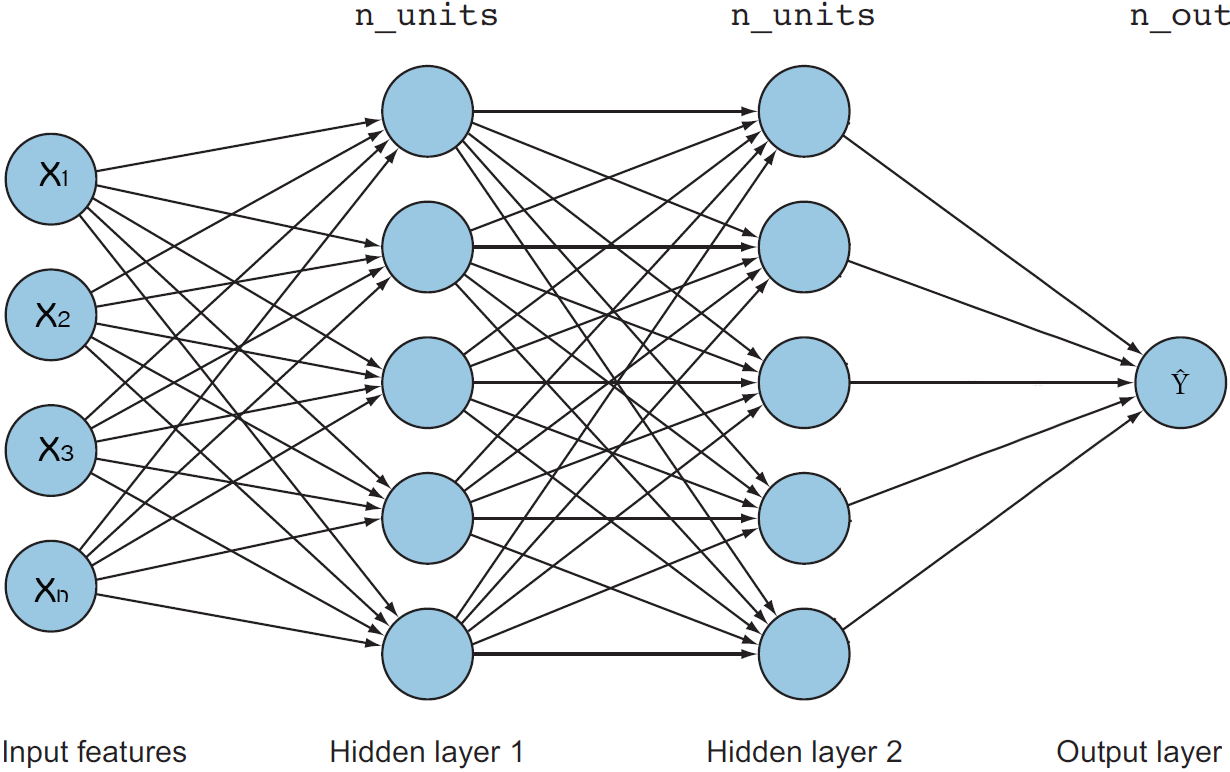 n_units
n_units
n_out
X1
X2
X3
Xn
Ŷ
Input features
Hidden layer 1
Hidden layer 2
Output layer